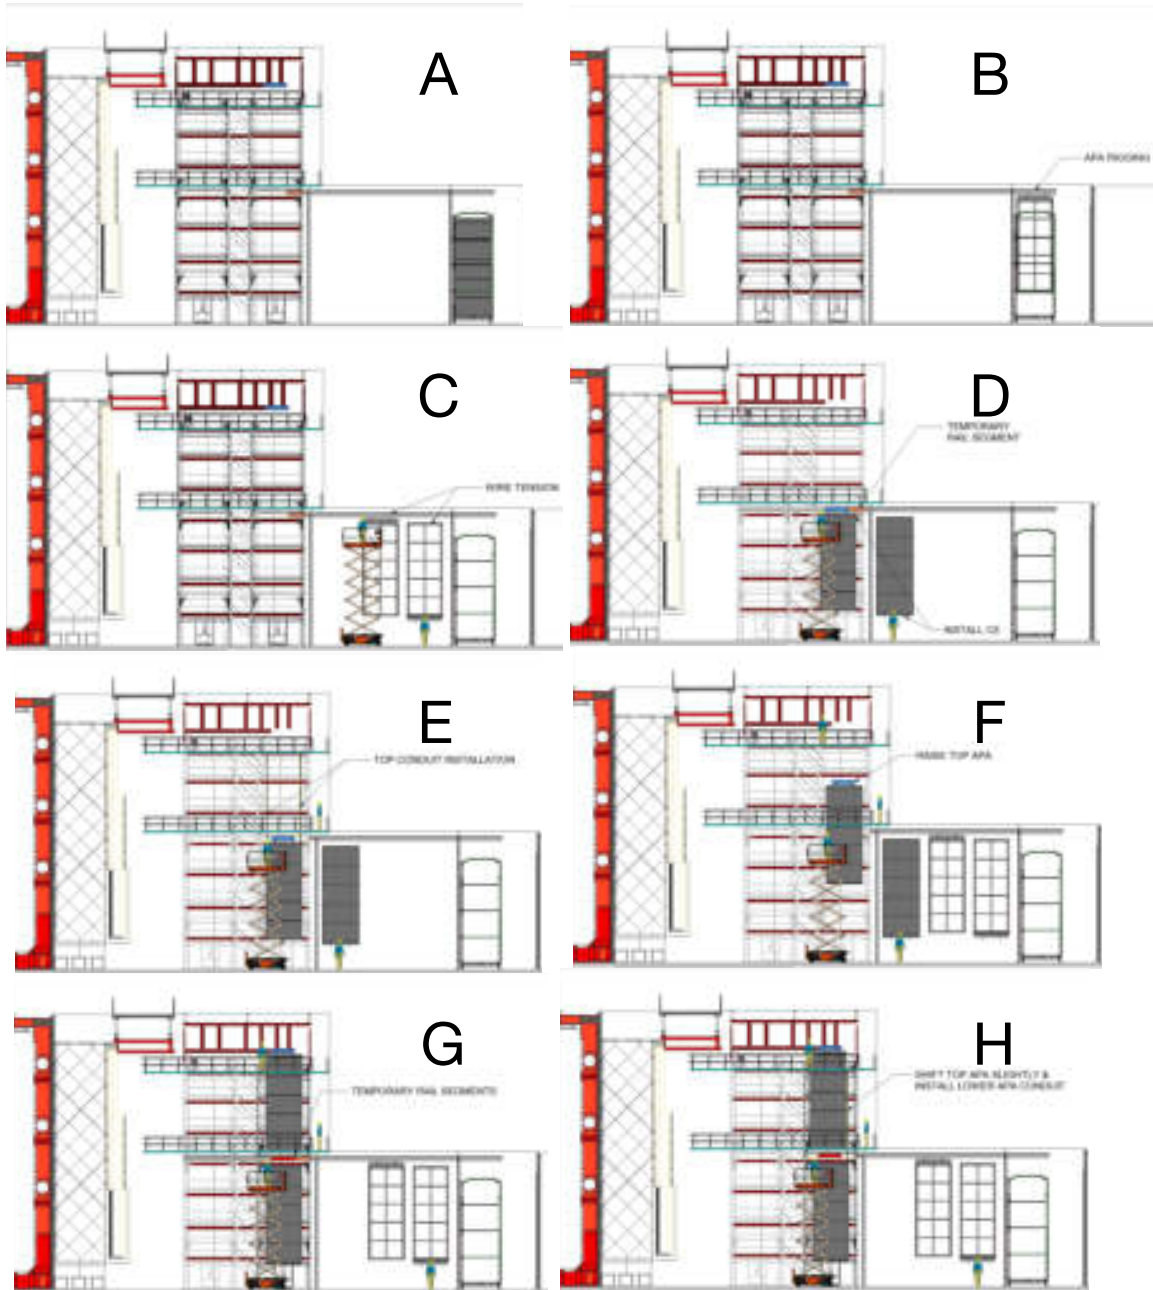 A
B
APA RIGGING
C
WIRE TENSION
D
TEMPORARY
RAIL SEGMENT
INSTALL CE
E
TOP CONDUIT INSTALLATION
F
RAISE TOP APA
G
TEMPORARY RAIL SEGMENTS
H
SHIFT TOP APA SLIGHTLY &
INSTALL LOWER APA CONDUIT